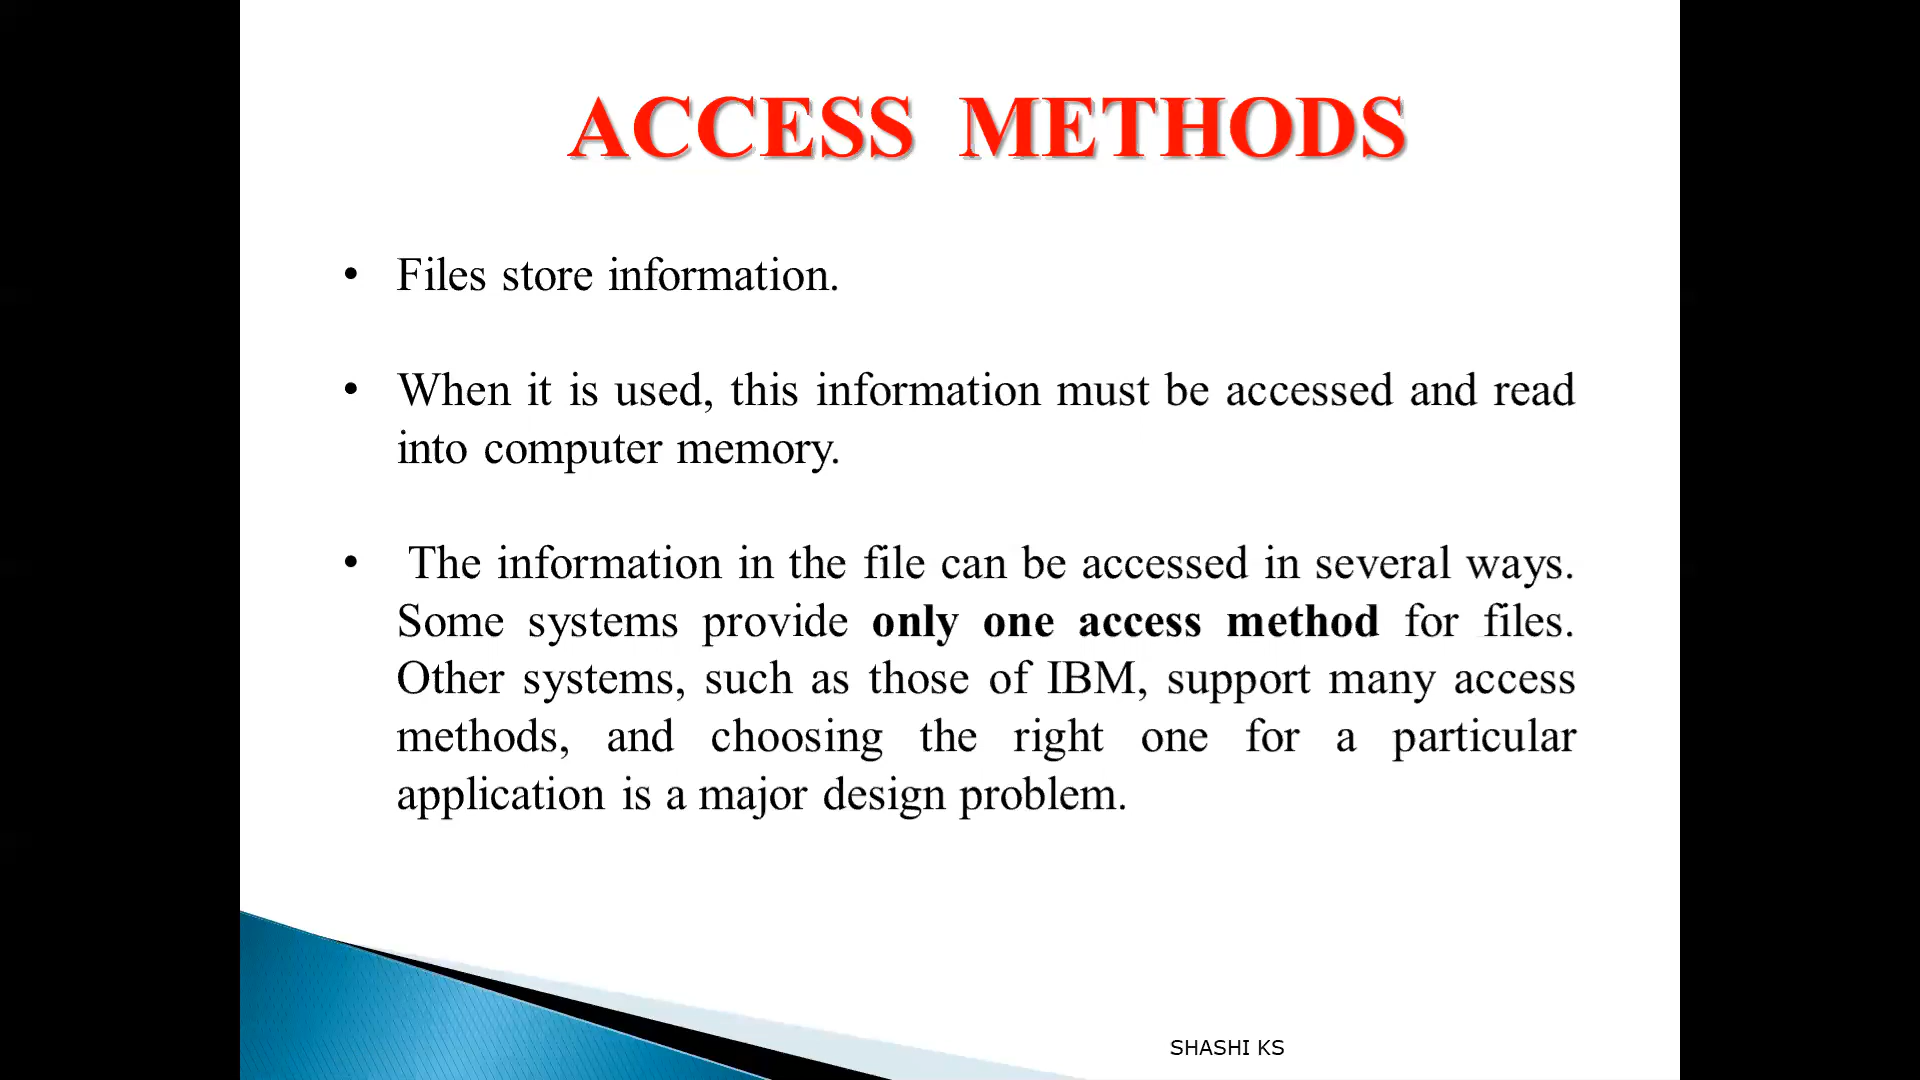 ACCESS METHODS
• Files store information.
• When it is used, this information must be accessed and read
into computer memory.
• The information in the file can be accessed in several ways.
Some systems provide only one access method for files.
Other systems, such as those of IBM, support many access
methods, and choosing the right one for a particular
application is a major design problem.
SHASHI KS